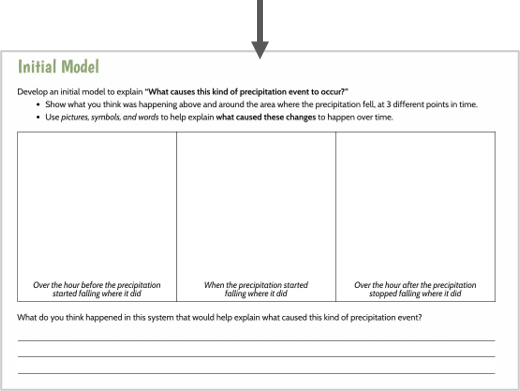 Initial Model
Develop an initial model to explain "What causes this kind of precipitation event to occur?"
• Show what you think was happening above and around the area where the precipitation fell, at 3 different points in time.
• Use pictures, symbols, and words to help explain what caused these changes to happen over time.
Over the hour before the precipitation
started falling where it did
When the precipitation started
falling where it did
Over the hour after the precipitation
stopped falling where it did
What do you think happened in this system that would help explain what caused this kind of precipitation event?